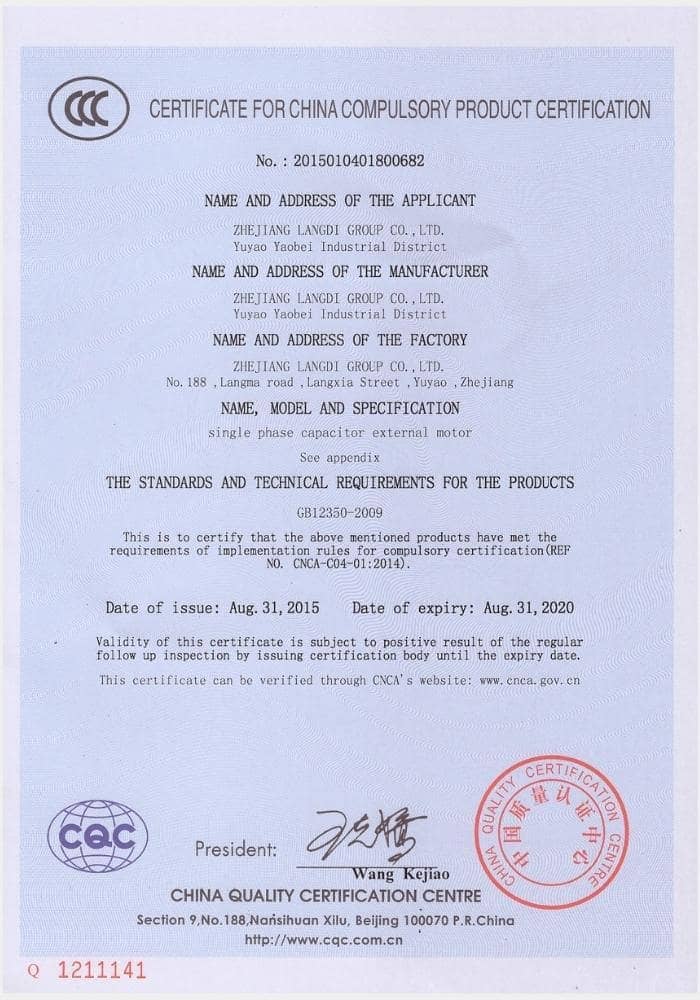 CCC
CERTIFICATE FOR CHINA COMPULSORY PRODUCT CERTIFICATION
No. : 2015010401800682
NAME AND ADDRESS OF THE APPLICANT
ZHEJIANG LANGDI GROUP CO.,LTD.
Yuyao Yaobei Industrial District
NAME AND ADDRESS OF THE MANUFACTURER
ZHEJIANG LANGDI GROUP CO.,LTD.
Yuyao Yaobei Industrial District
NAME AND ADDRESS OF THE FACTORY
ZHEJIANG LANGDI GROUP CO.,LTD.
No.188 ,Langma road ,Langxia Street ,Yuyao ,Zhejiang
NAME, MODEL AND SPECIFICATION
single phase capacitor external motor
See appendix
THE STANDARDS AND TECHNICAL REQUIREMENTS FOR THE PRODUCTS
GB12350-2009
This is to certify that the above mentioned products have met the
requirements of implementation rules for compulsory certification(REF
NO. CNCA-C04-01:2014).
Date of issue: Aug.31,2015 Date of expiry: Aug.31,2020
Validity of this certificate is subject to positive result of the regular
follow up inspection by issuing certification body until the expiry date.
This certificate can be verified through CNCA's website: www.cnca.gov.cn
CHINA QUALITY CERTIFICATION CENTRE
中国质量认证中心
CQC
President:
Wang Kejiao
CHINA QUALITY CERTIFICATION CENTRE
Section 9,No.188,Nansihuan Xilu, Beijing 100070 P.R.China
http://www.cqc.com.cn
Q 1211141